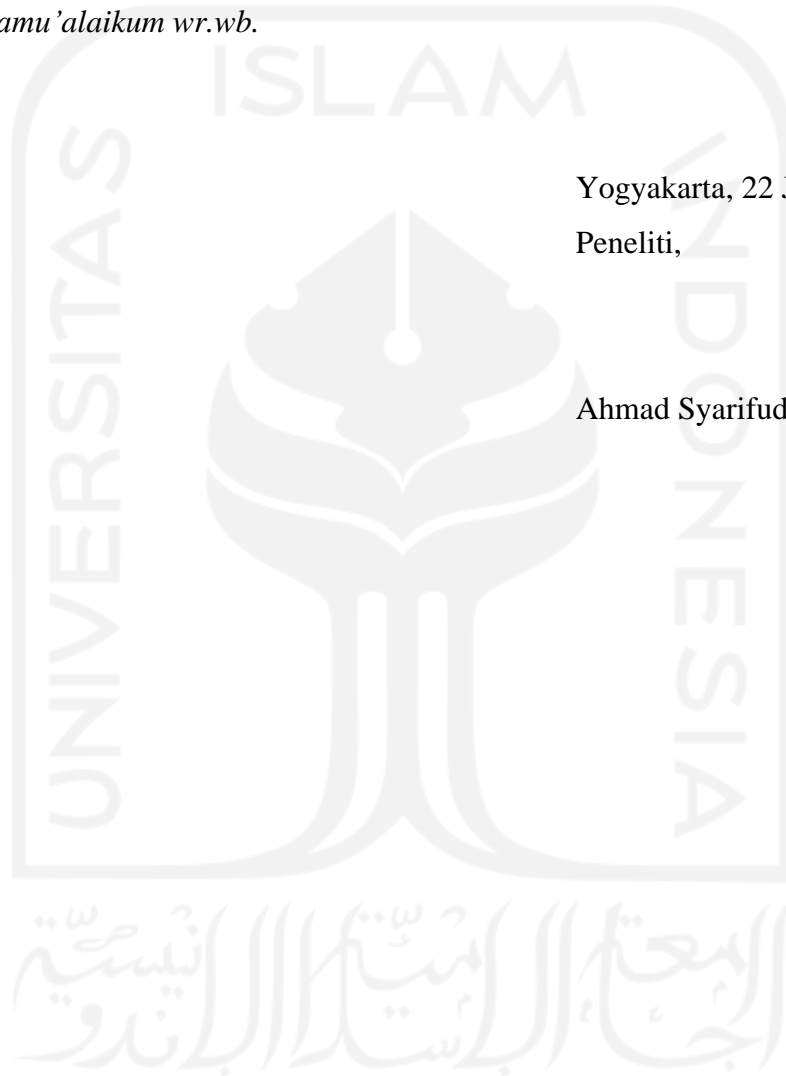 amu’alaikum wr.wb.
ISLAM
UNIVERSITAS
INDONESIA
Yogyakarta, 22 J
Peneliti,
Ahmad Syarifud